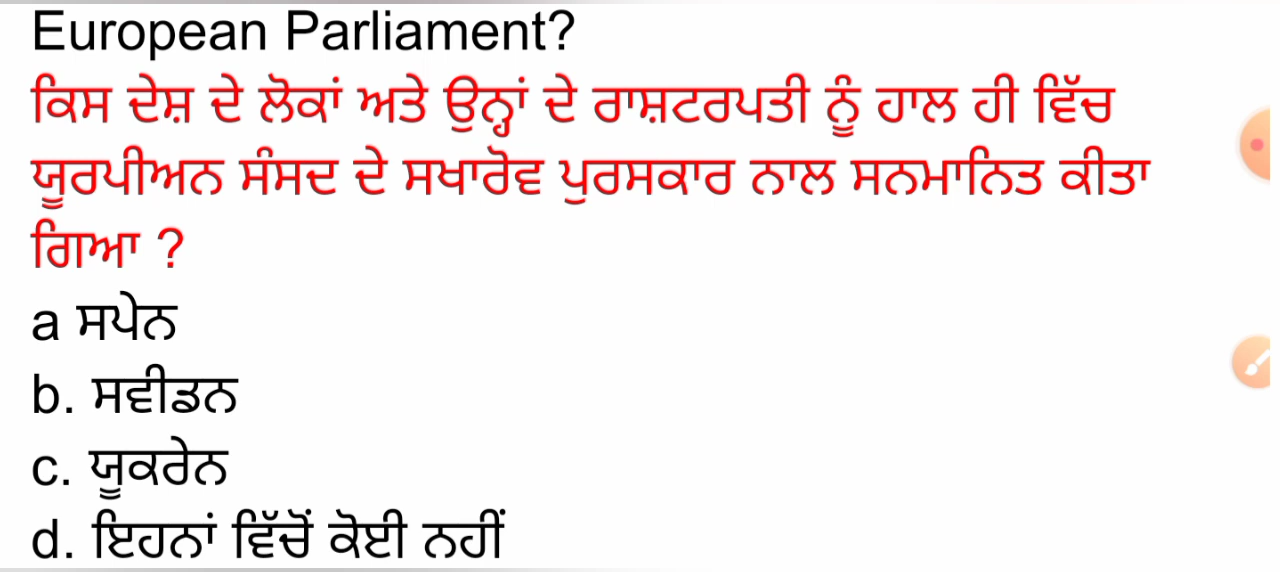 European Parliament?
ਕਿਸ ਦੇਸ਼ ਦੇ ਲੋਕਾਂ ਅਤੇ ਉਨ੍ਹਾਂ ਦੇ ਰਾਸ਼ਟਰਪਤੀ ਨੂੰ ਹਾਲ ਹੀ ਵਿੱਚ
ਯੂਰਪੀਅਨ ਸੰਸਦ ਦੇ ਸਖਾਰੋਵ ਪੁਰਸਕਾਰ ਨਾਲ ਸਨਮਾਨਿਤ ਕੀਤਾ
ਗਿਆ ?
a ਸਪੇਨ
b. ਸਵੀਡਨ
c. ਯੂਕਰੇਨ
d. ਇਹਨਾਂ ਵਿੱਚੋਂ ਕੋਈ ਨਹੀਂ